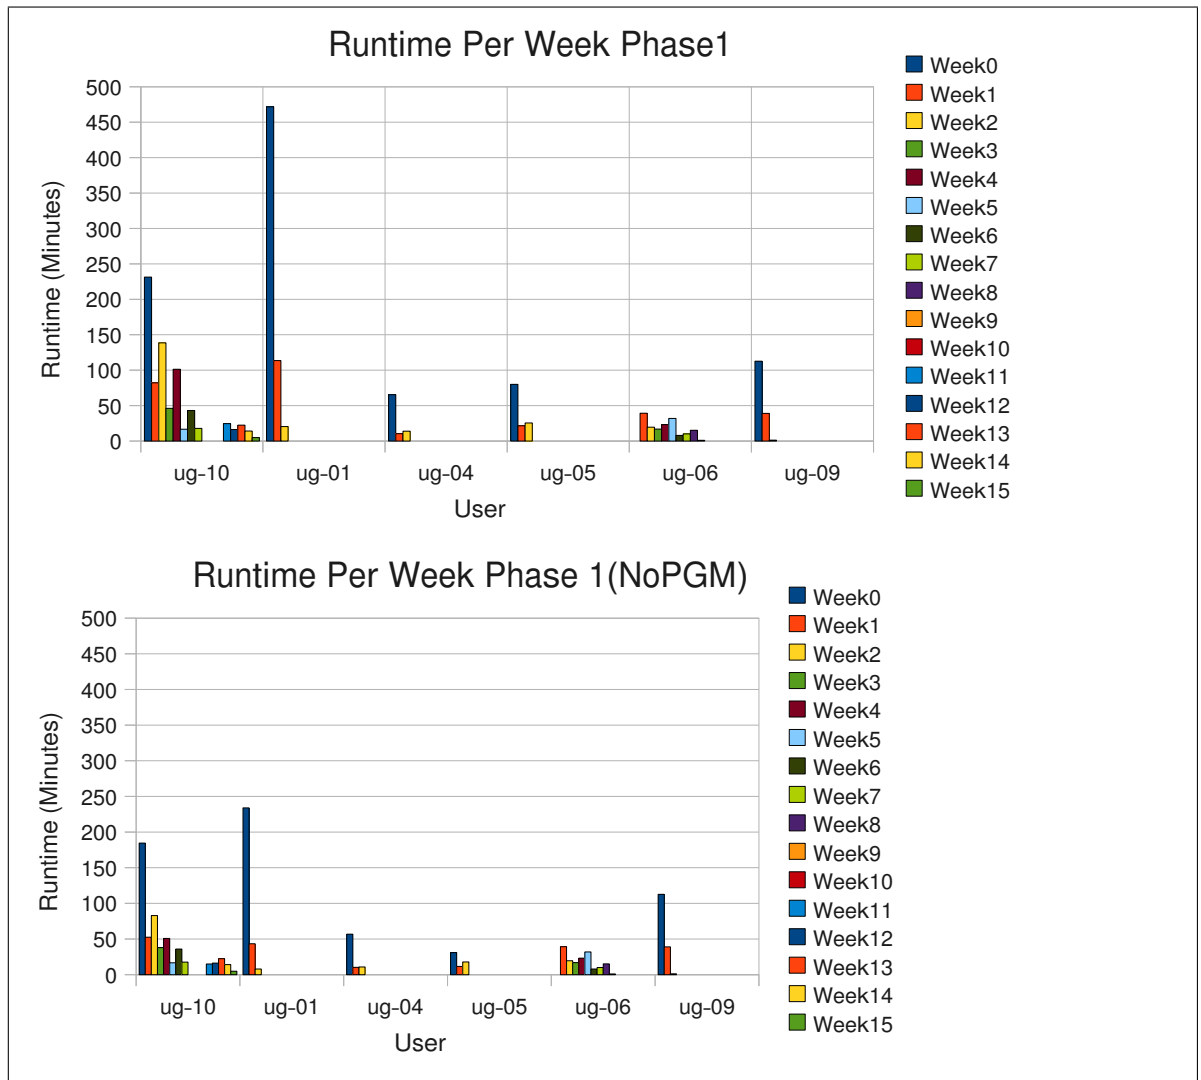 Runtime Per Week Phase1
Runtime (Minutes)
500
450
400
350
300
250
200
150
100
50
0
ug-10 ug-01 ug-04 ug-05 ug-06 ug-09
User
Week0
Week1
Week2
Week3
Week4
Week5
Week6
Week7
Week8
Week9
Week10
Week11
Week12
Week13
Week14
Week15
Runtime Per Week Phase 1(NoPGM)
Runtime (Minutes)
500
450
400
350
300
250
200
150
100
50
0
ug-10 ug-01 ug-04 ug-05 ug-06 ug-09
User
Week0
Week1
Week2
Week3
Week4
Week5
Week6
Week7
Week8
Week9
Week10
Week11
Week12
Week13
Week14
Week15